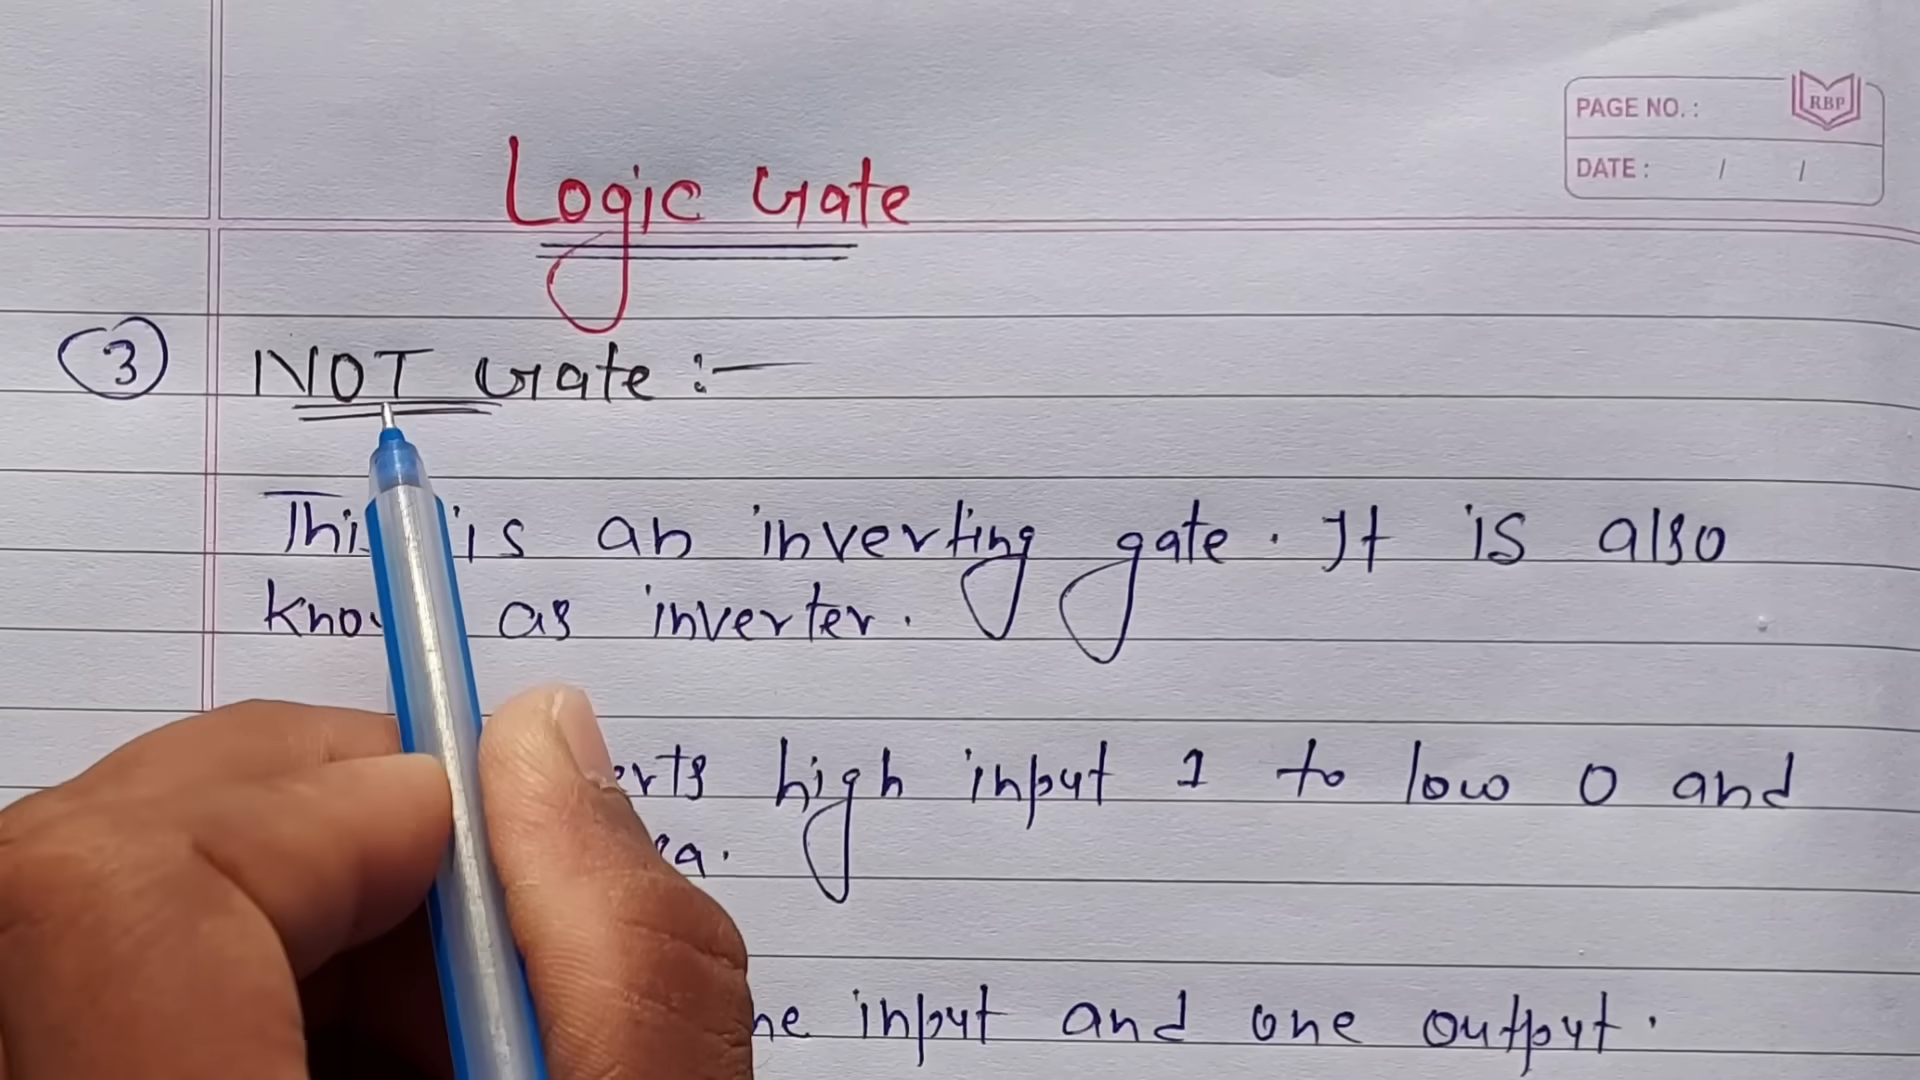 PAGE NO. :
RBP
DATE : / /
Logic Gate
3 NOT Gate :-
This is an inverting gate. It is also
as inverter.
high input 1 to low 0 and
input and one output.